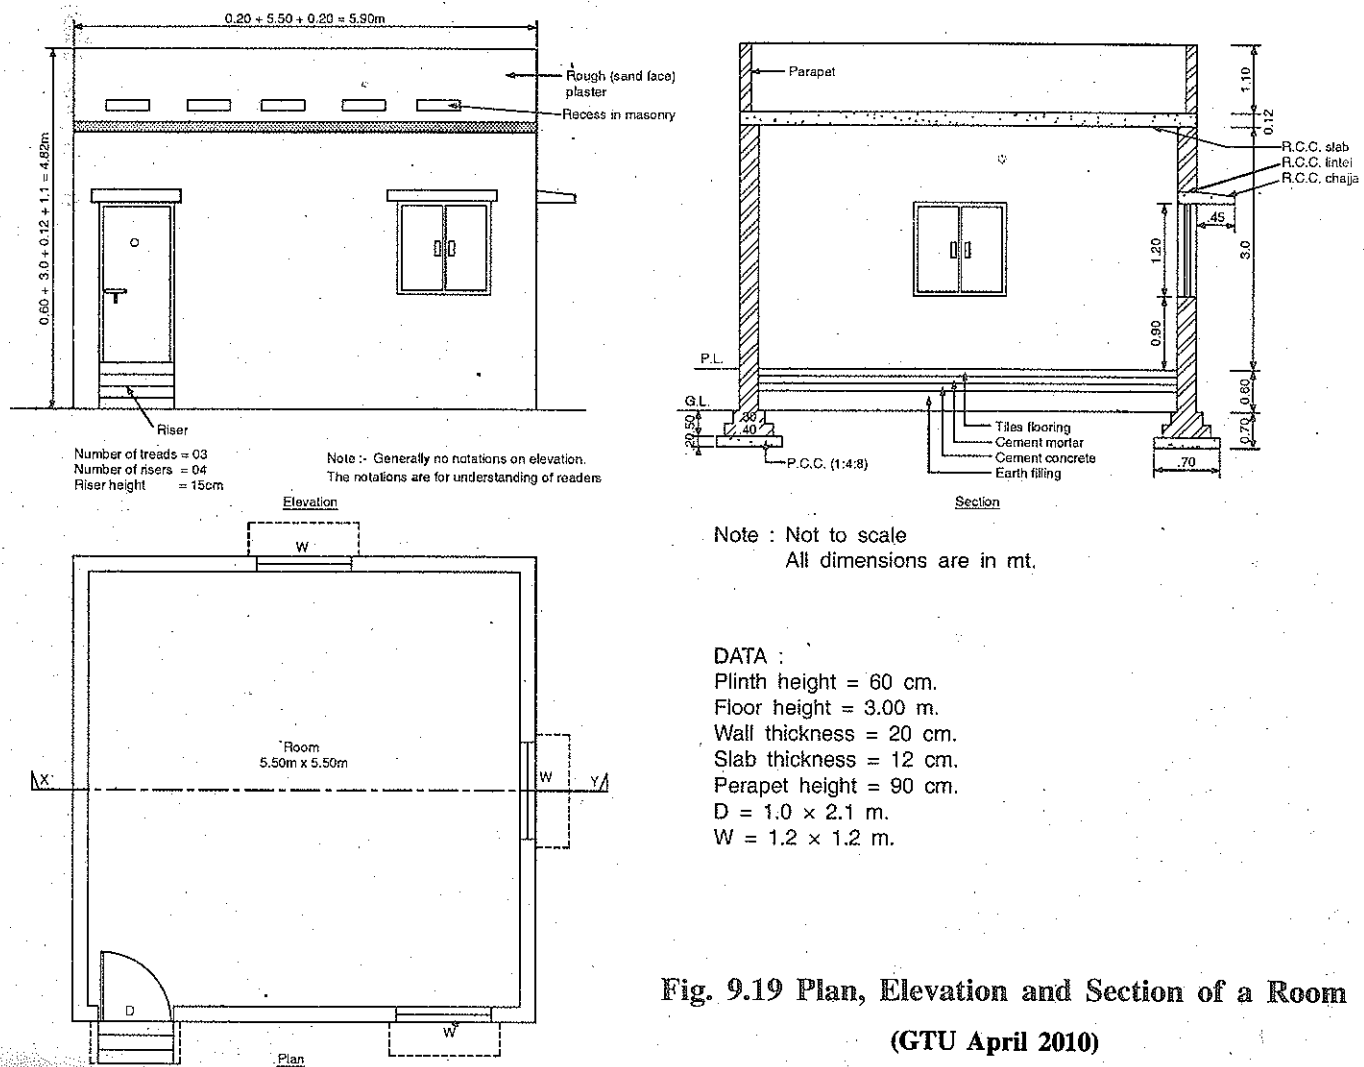 0.20 + 5.50 + 0.20 = 5.90m
0.60 + 3.0 + 0.12 + 1.1 = 4.82m
Rough (sand face)
plaster
Recess in masonry
Riser
Number of treads = 03
Number of risers = 04
Riser height = 15cm
Note :- Generally no notations on elevation.
The notations are for understanding of readers
Elevation
Parapet
1.10
0.12
R.C.C. slab
R.C.C. lintel
R.C.C. chajja
.45
1.20
3.0
0.90
P.L.
G.L.
0.60
.50
.30
.40
.20
0.70
Tiles flooring
Cement mortar
Cement concrete
Earth filling
P.C.C. (1:4:8)
.70
Section
Note : Not to scale
All dimensions are in mt.
W
Room
5.50m x 5.50m
X
W
Y
D
W
Plan
DATA :
Plinth height = 60 cm.
Floor height = 3.00 m.
Wall thickness = 20 cm.
Slab thickness = 12 cm.
Perapet height = 90 cm.
D = 1.0 × 2.1 m.
W = 1.2 × 1.2 m.
Fig. 9.19 Plan, Elevation and Section of a Room
(GTU April 2010)